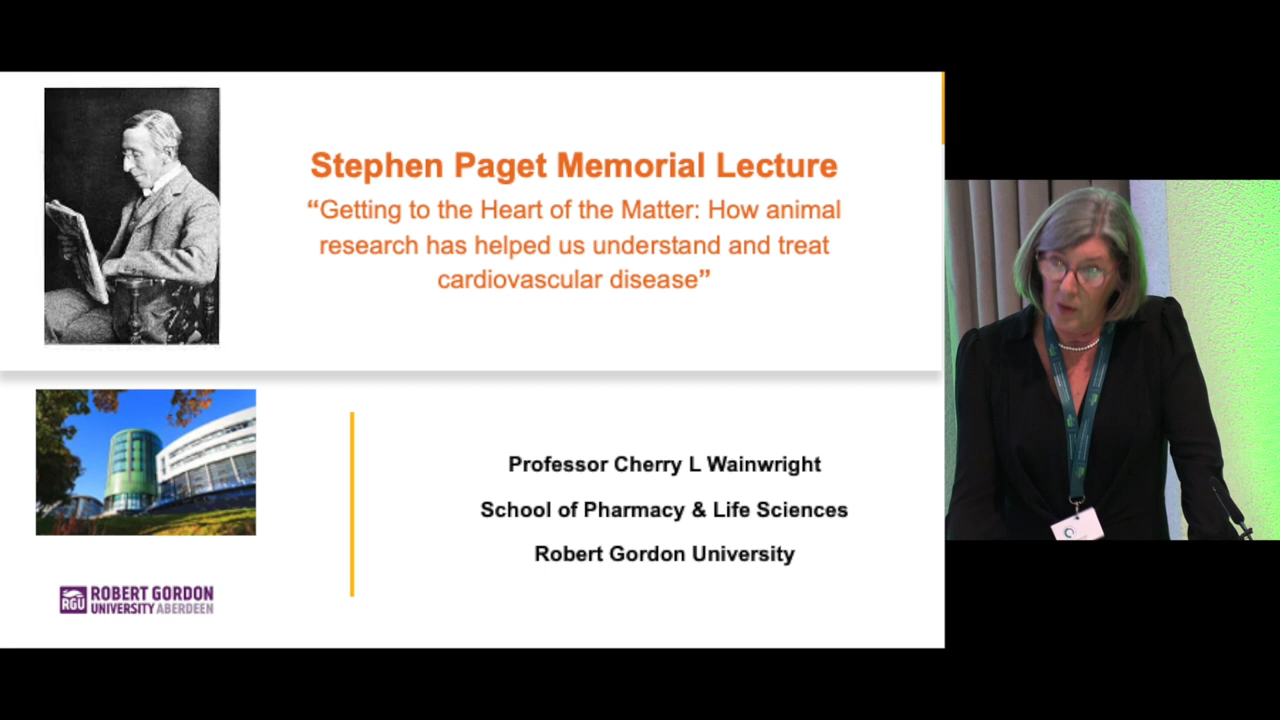 Stephen Paget Memorial Lecture
“Getting to the Heart of the Matter: How animal
research has helped us understand and treat
cardiovascular disease”
Professor Cherry L Wainwright
School of Pharmacy & Life Sciences
Robert Gordon University
RGU
ROBERT GORDON
UNIVERSITY ABERDEEN